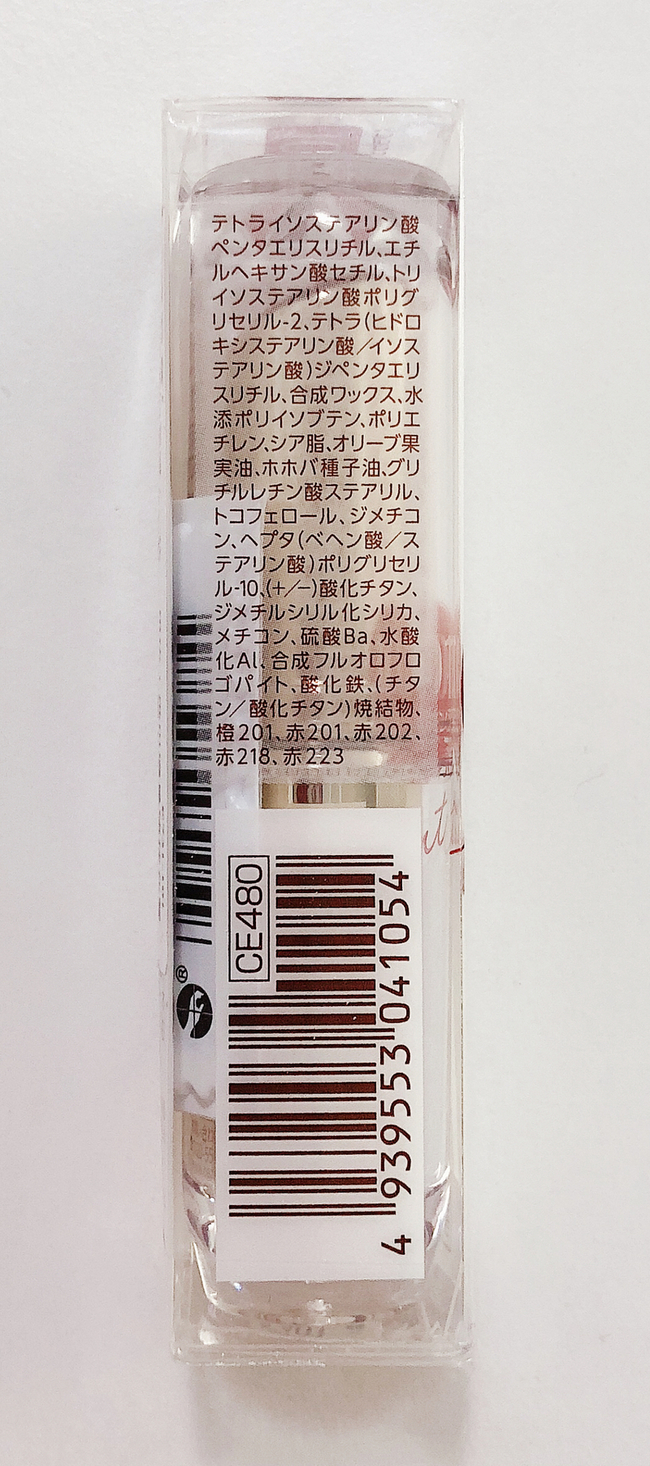 テトライソステアリン酸
ペンタエリスリチル、エチ
ルヘキサン酸セチル、トリ
イソステアリン酸ポリグ
リセリル-2、テトラ(ヒドロ
キシステアリン酸/イソス
テアリン酸)ジペンタエリ
スリチル、合成ワックス、水
添ポリイソブテン、ポリエ
チレン、シア脂、オリーブ果
実油、ホホバ種子油、グリ
チルレチン酸ステアリル、
トコフェロール、ジメチコ
ン、ヘプタ(ベヘン酸/ス
テアリン酸)ポリグリセリ
ル-10、(+/-)酸化チタン、
ジメチルシリル化シリカ、
メチコン、硫酸Ba、水酸
化Al、合成フルオロフロ
ゴパイト、酸化鉄、(チタ
ン/酸化チタン)焼結物、
橙201、赤201、赤202、
赤218、赤223
CE480
4 939553 041054
®